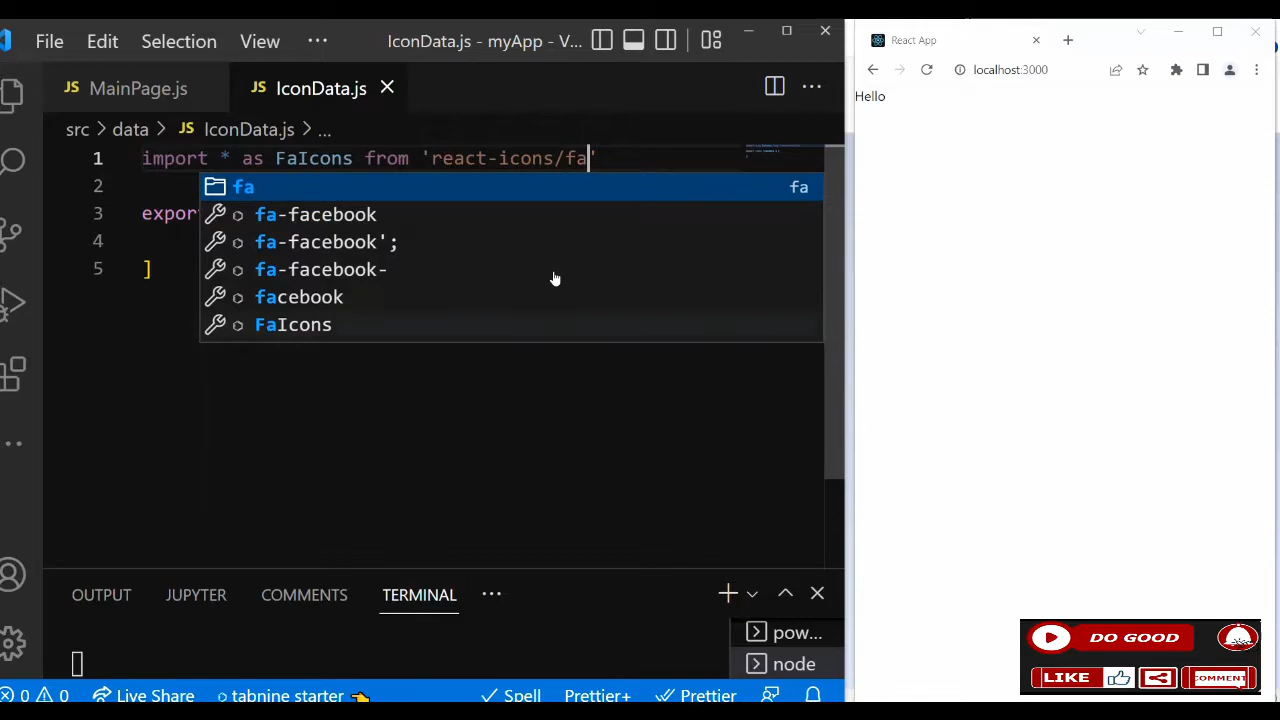 File Edit Selection View ··· IconData.js - myApp - V...
JS MainPage.js JS IconData.js
src > data > JS IconData.js > ...
1 import * as FaIcons from 'react-icons/fa'
2
3 expor
4
5 ]
fa fa
fa-facebook
fa-facebook';
fa-facebook-
facebook
FaIcons
OUTPUT JUPYTER COMMENTS TERMINAL ···
pow...
node
0 0 Live Share tabnine starter Spell Prettier+ Prettier
React App
localhost:3000
Hello
DO GOOD
LIKE COMMENT